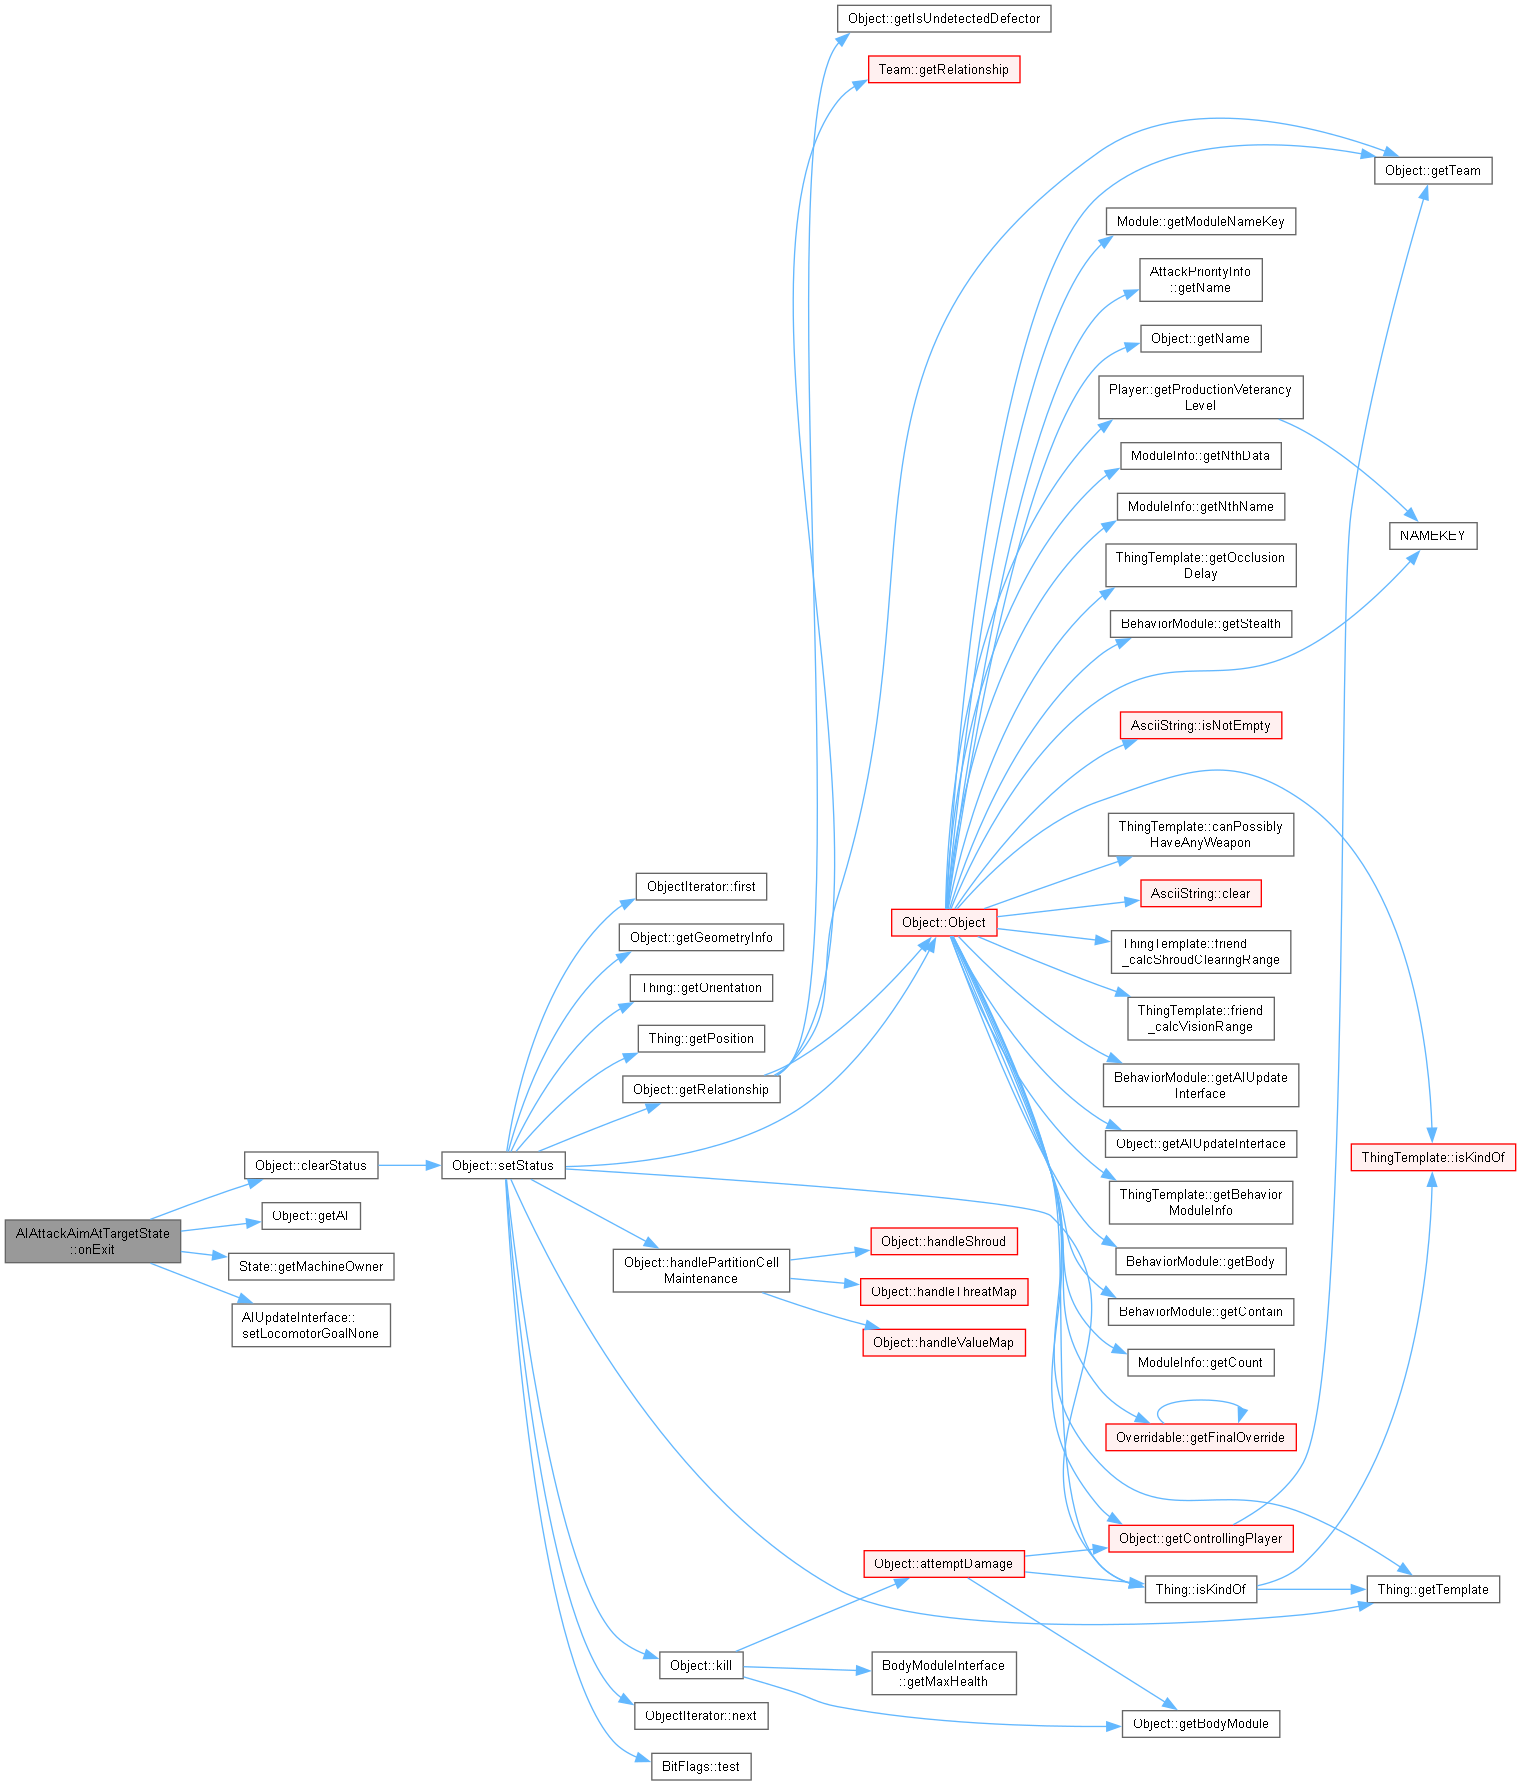 Object::getIsUndetectedDefector
Team::getRelationship
Object::getTeam
Module::getModuleNameKey
AttackPriorityInfo
::getName
Object::getName
Player::getProductionVeterancy
Level
ModuleInfo::getNthData
ModuleInfo::getNthName
NAMEKEY
ThingTemplate::getOcclusion
Delay
BehaviorModule::getStealth
AsciiString::isNotEmpty
ThingTemplate::canPossibly
HaveAnyWeapon
ObjectIterator::first
AsciiString::clear
Object::Object
Object::getGeometryInfo
ThingTemplate::friend
_calcShroudClearingRange
Thing::getOrientation
ThingTemplate::friend
_calcVisionRange
Thing::getPosition
Object::getRelationship
BehaviorModule::getAIUpdate
Interface
Object::getAIUpdateInterface
ThingTemplate::isKindOf
Object::clearStatus
Object::setStatus
ThingTemplate::getBehavior
ModuleInfo
Object::getAI
AIAttackAimAtTargetState
::onExit
Object::handleShroud
BehaviorModule::getBody
State::getMachineOwner
Object::handlePartitionCell
Maintenance
Object::handleThreatMap
BehaviorModule::getContain
AIUpdateInterface::
setLocomotorGoalNone
Object::handleValueMap
ModuleInfo::getCount
Overridable::getFinalOverride
Object::getControllingPlayer
Object::attemptDamage
Thing::isKindOf
Thing::getTemplate
Object::kill
BodyModuleInterface
::getMaxHealth
ObjectIterator::next
Object::getBodyModule
BitFlags::test